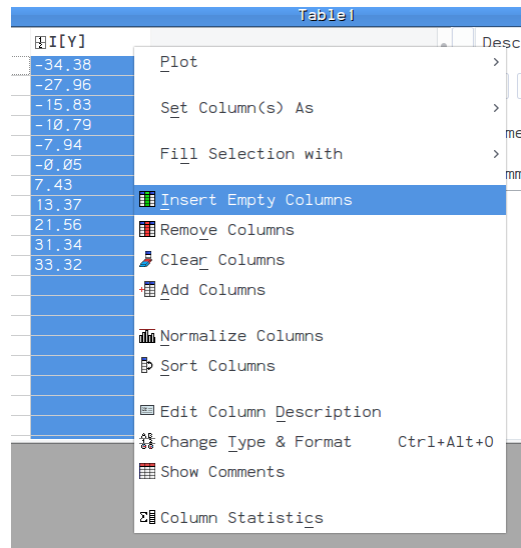 Table1
I[Y]
Desc
-34.38
-27.96
-15.83
-10.79
-7.94
-0.05
7.43
13.37
21.56
31.34
33.32
Plot
Set Column(s) As
Fill Selection with
Insert Empty Columns
Remove Columns
Clear Columns
Add Columns
Normalize Columns
Sort Columns
Edit Column Description
Change Type & Format Ctrl+Alt+O
Show Comments
Column Statistics
me
mm